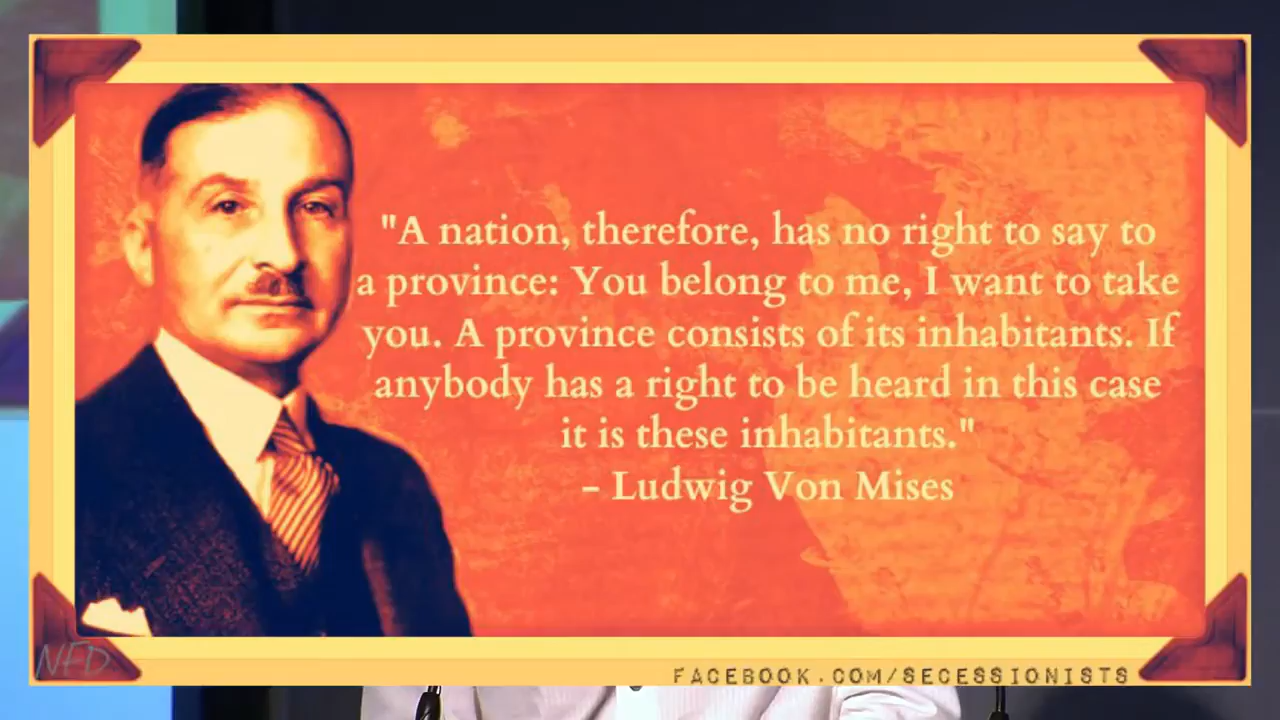 "A nation, therefore, has no right to say to
a province: You belong to me, I want to take
you. A province consists of its inhabitants. If
anybody has a right to be heard in this case
it is these inhabitants."
- Ludwig Von Mises
NFD
FACEBOOK.COM/SECESSIONISTS